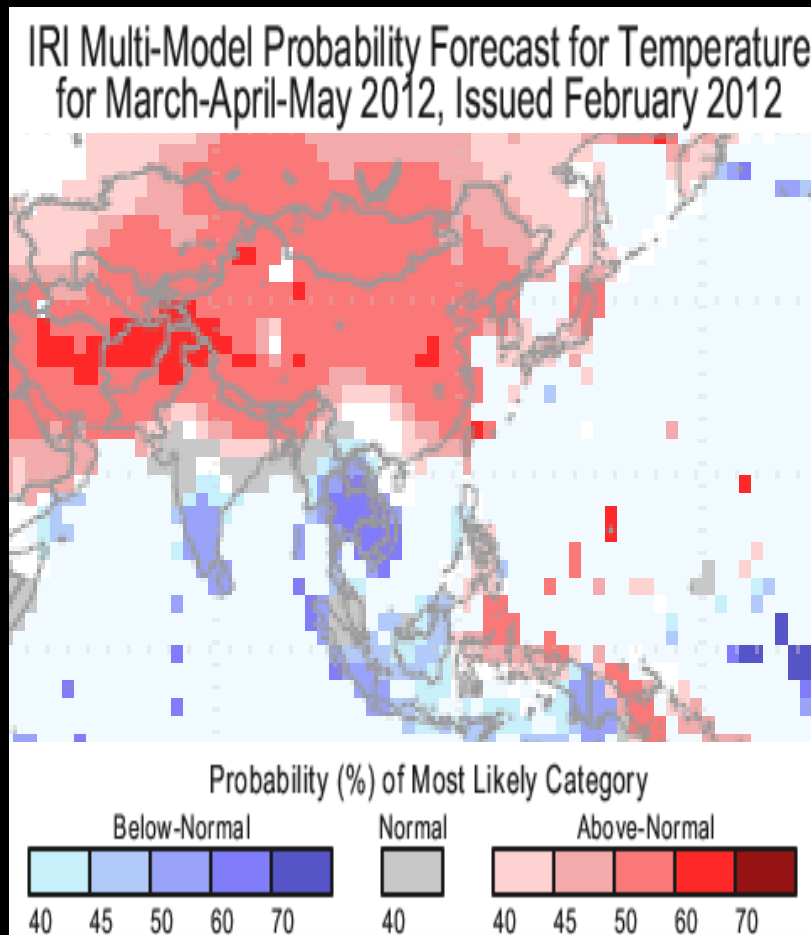 IRI Multi-Model Probability Forecast for Temperature
for March-April-May 2012, Issued February 2012
Probability (%) of Most Likely Category
Below-Normal Normal Above-Normal
40 45 50 60 70 40 40 45 50 60 70